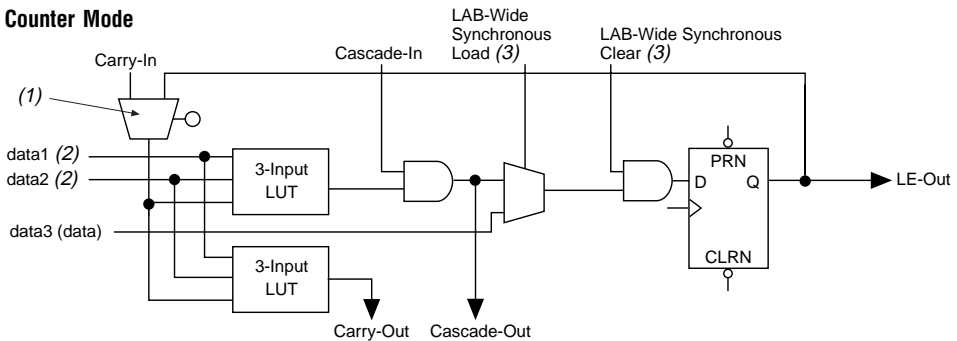 Counter Mode
LAB-Wide
Synchronous
Load (3)
LAB-Wide Synchronous
Clear (3)
Carry-In
Cascade-In
(1)
data1 (2)
data2 (2)
3-Input
LUT
PRN
D Q
LE-Out
data3 (data)
3-Input
LUT
CLRN
Carry-Out
Cascade-Out